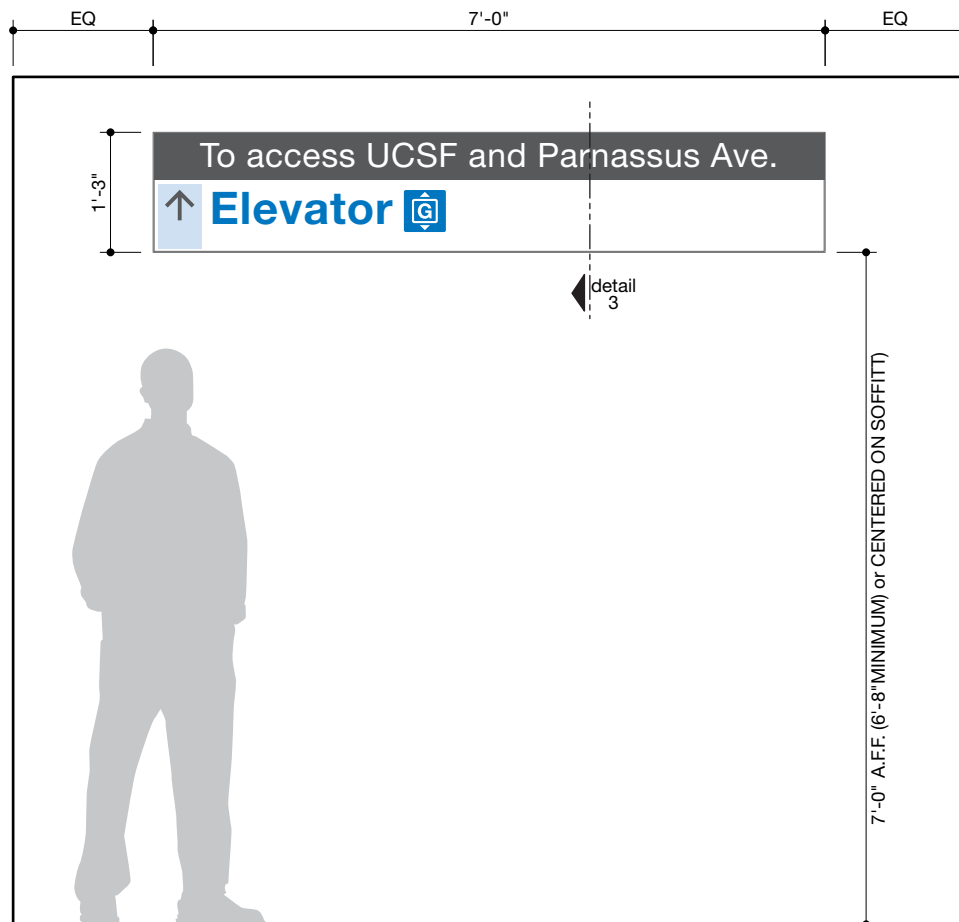 EQ
7'-0"
EQ
1'-3"
To access UCSF and Parnassus Ave.
Elevator G
detail
3
7'-0" A.F.F. (6'-8"MINIMUM) or CENTERED ON SOFFITT)